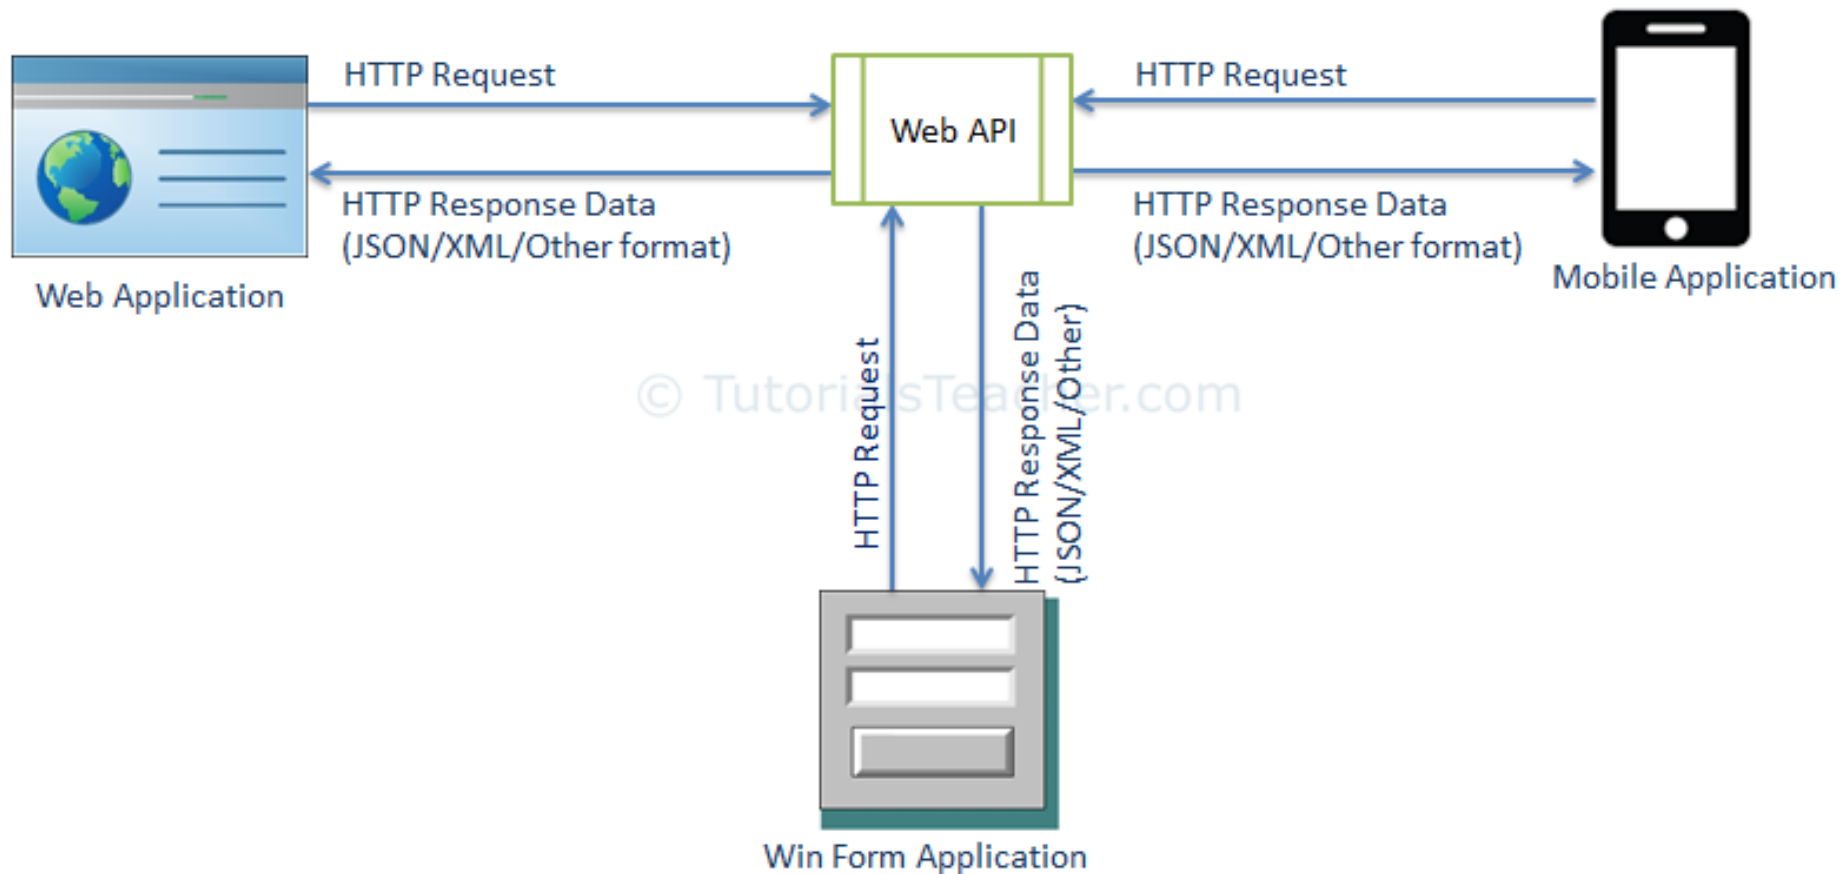 HTTP Request
HTTP Response Data
(JSON/XML/Other format)
Web Application
Web API
HTTP Request
HTTP Response Data
(JSON/XML/Other format)
Mobile Application
HTTP Request
HTTP Response Data
(JSON/XML/Other)
© TutorialsTeacher.com
Win Form Application